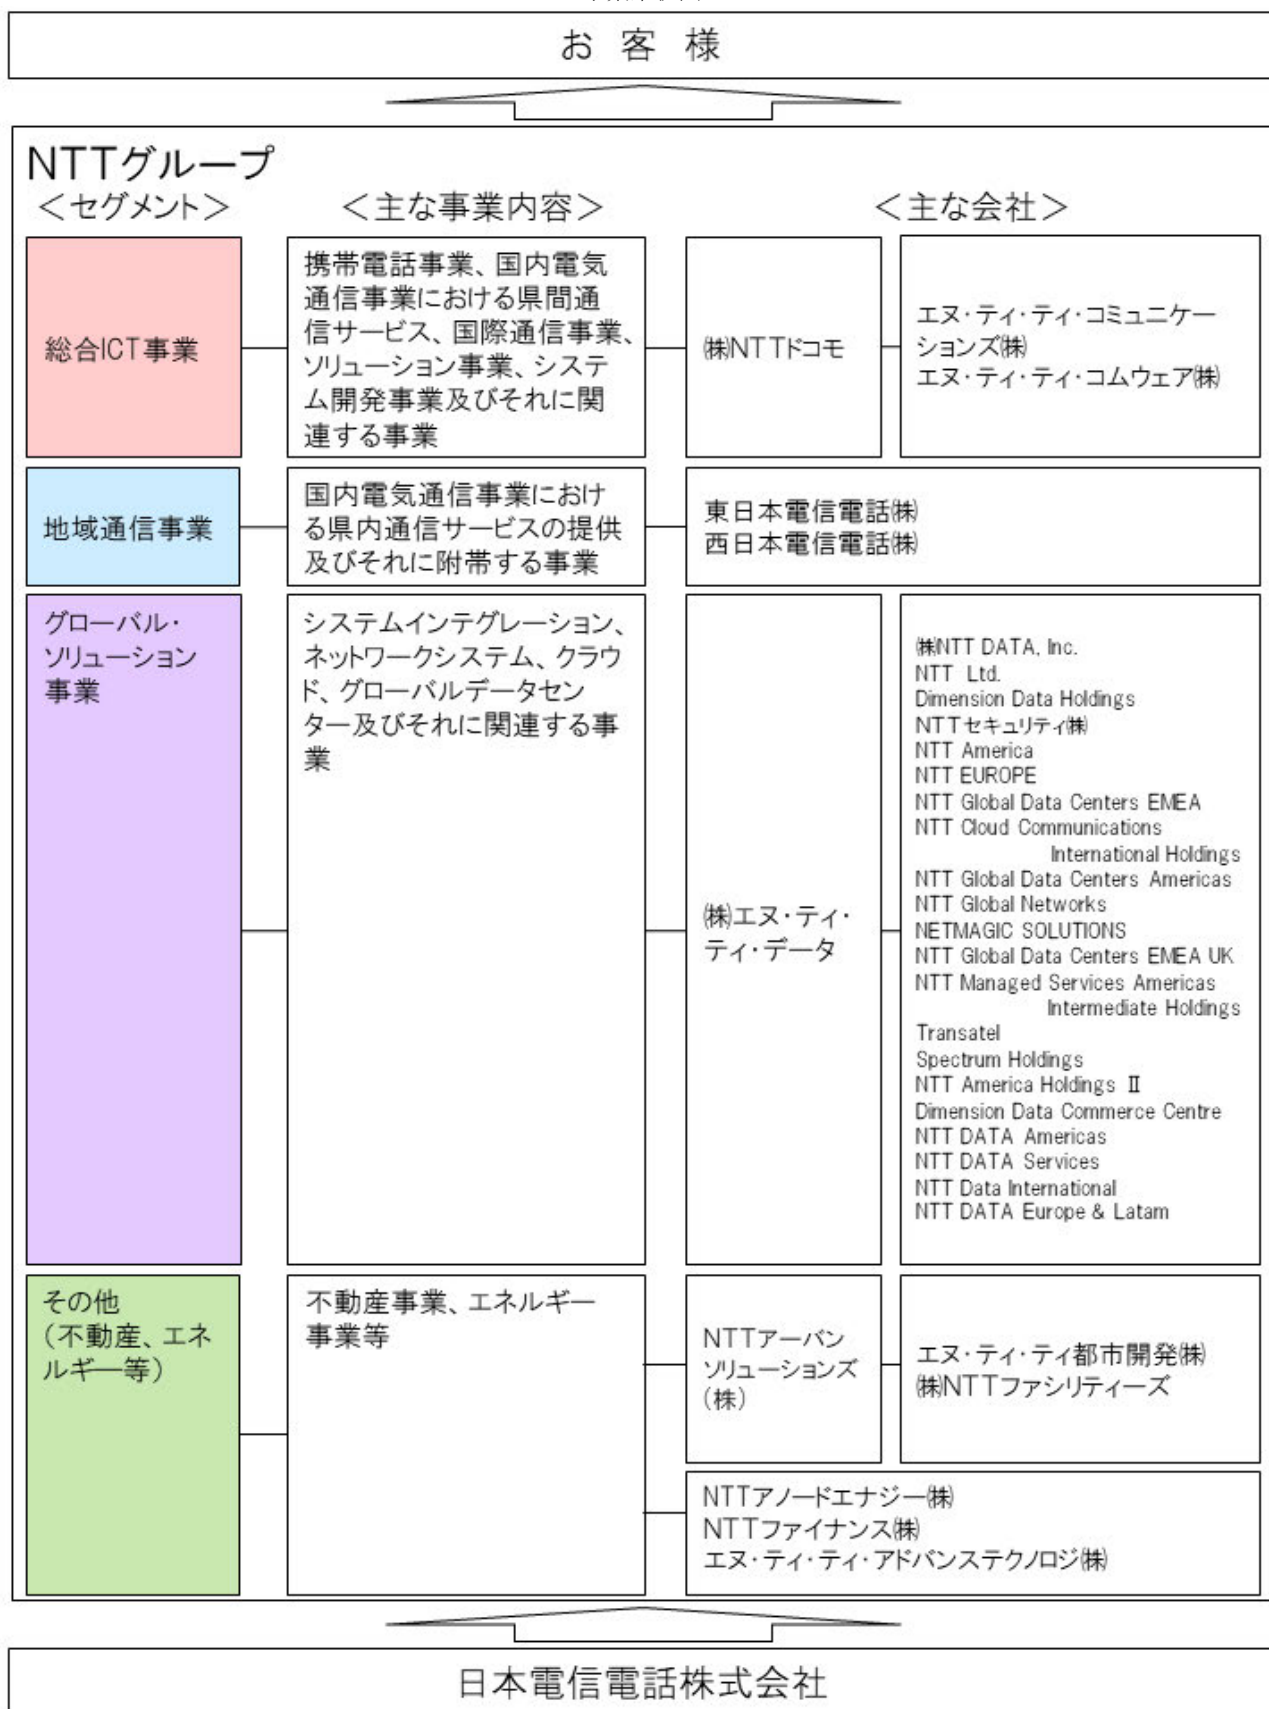 お 客 様
NTTグループ
＜セグメント＞
＜主な事業内容＞
＜主な会社＞
総合ICT事業
携帯電話事業、国内電気
通信事業における県間通
信サービス、国際通信事業、
ソリューション事業、システ
ム開発事業及びそれに関
連する事業
㈱NTTドコモ
エヌ・ティ・ティ・コミュニケー
ションズ㈱
エヌ・ティ・ティ・コムウェア㈱
地域通信事業
国内電気通信事業におけ
る県内通信サービスの提供
及びそれに附帯する事業
東日本電信電話㈱
西日本電信電話㈱
グローバル・
ソリューション
事業
システムインテグレーション、
ネットワークシステム、クラウ
ド、グローバルデータセン
ター及びそれに関連する事
業
㈱エヌ・ティ・
ティ・データ
㈱NTT DATA, Inc.
NTT Ltd.
Dimension Data Holdings
NTTセキュリティ㈱
NTT America
NTT EUROPE
NTT Global Data Centers EMEA
NTT Cloud Communications
International Holdings
NTT Global Data Centers Americas
NTT Global Networks
NETMAGIC SOLUTIONS
NTT Global Data Centers EMEA UK
NTT Managed Services Americas
Intermediate Holdings
Transatel
Spectrum Holdings
NTT America Holdings Ⅱ
Dimension Data Commerce Centre
NTT DATA Americas
NTT DATA Services
NTT Data International
NTT DATA Europe & Latam
その他
（不動産、エネ
ルギー等）
不動産事業、エネルギー
事業等
NTTアーバン
ソリューションズ
（株）
エヌ・ティ・ティ都市開発㈱
㈱NTTファシリティーズ
NTTアノードエナジー㈱
NTTファイナンス㈱
エヌ・ティ・ティ・アドバンステクノロジ㈱
日本電信電話株式会社